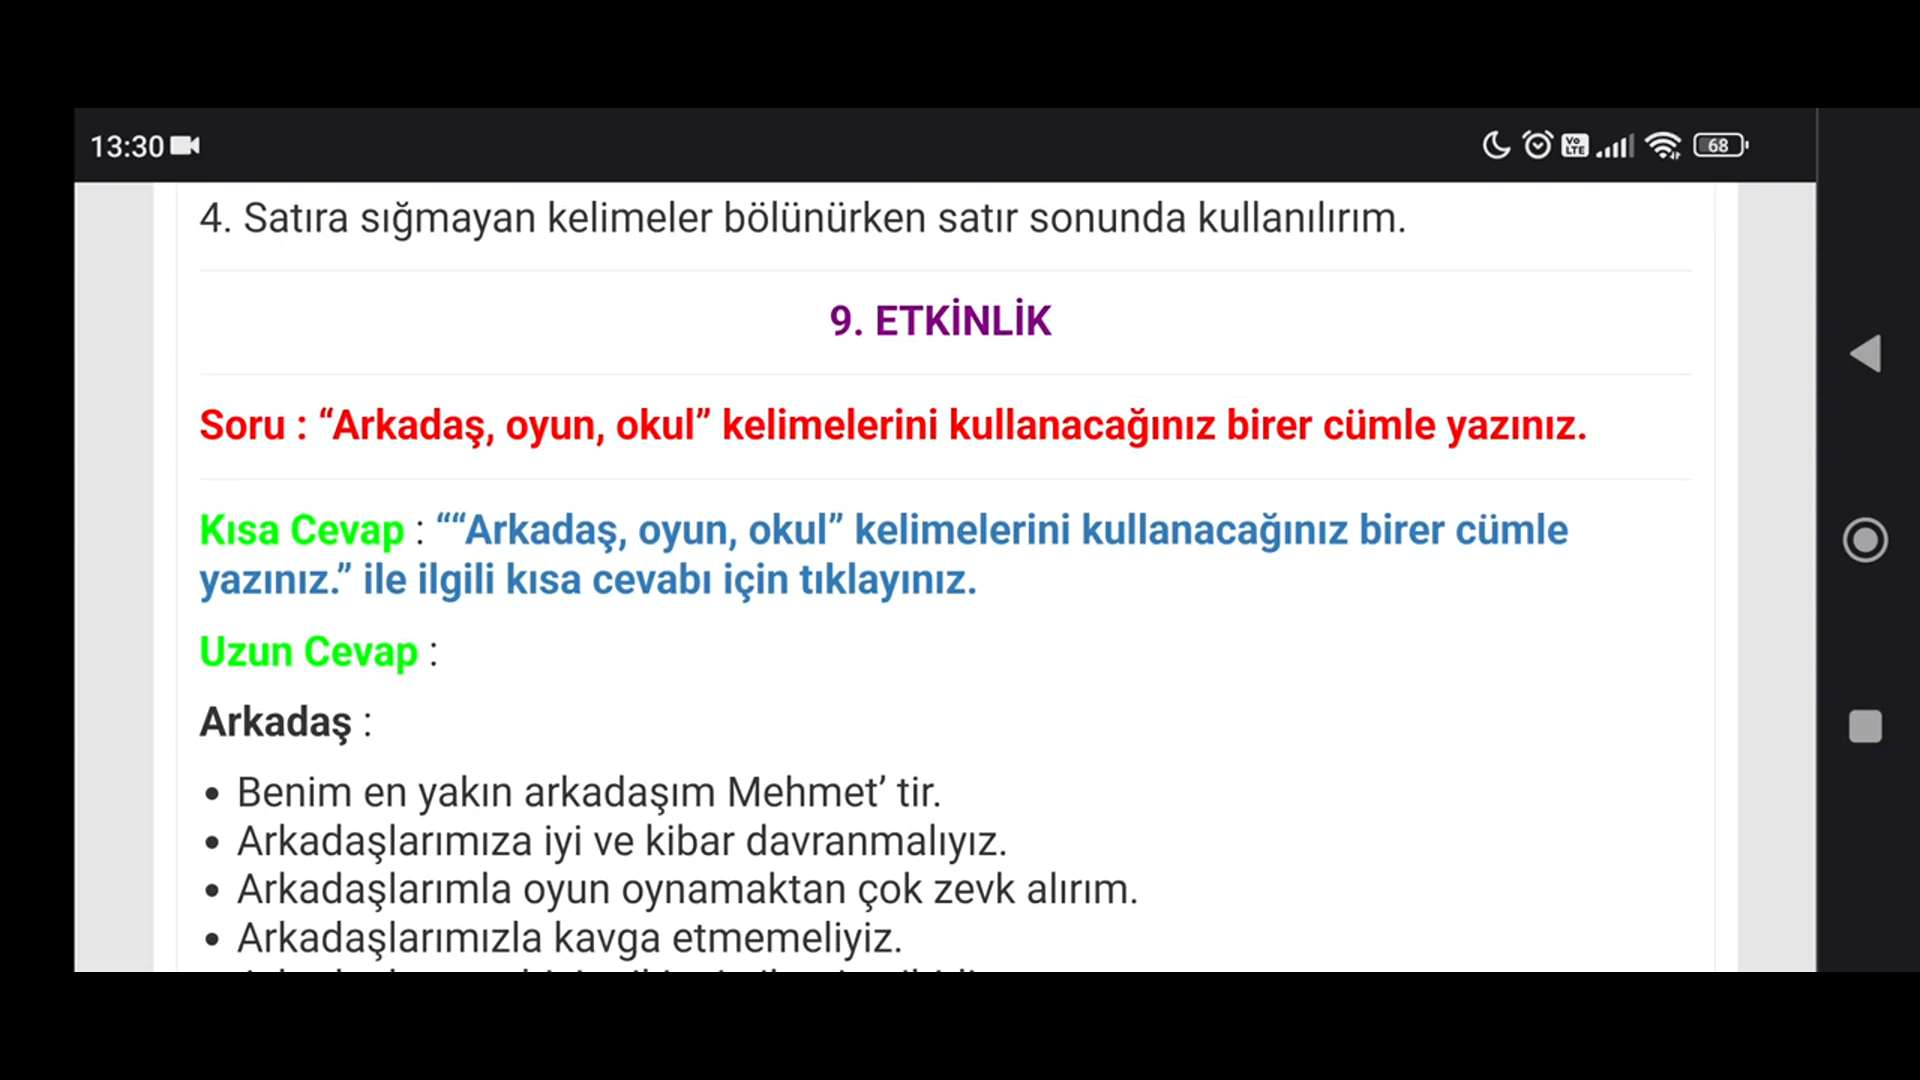 13:30
Vo
LTE
68
4. Satıra sığmayan kelimeler bölünürken satır sonunda kullanılırım.
9. ETKİNLİK
Soru : “Arkadaş, oyun, okul” kelimelerini kullanacağınız birer cümle yazınız.
Kısa Cevap : ““Arkadaş, oyun, okul” kelimelerini kullanacağınız birer cümle
yazınız.” ile ilgili kısa cevabı için tıklayınız.
Uzun Cevap :
Arkadaş :
• Benim en yakın arkadaşım Mehmet’ tir.
• Arkadaşlarımıza iyi ve kibar davranmalıyız.
• Arkadaşlarımla oyun oynamaktan çok zevk alırım.
• Arkadaşlarımızla kavga etmemeliyiz.